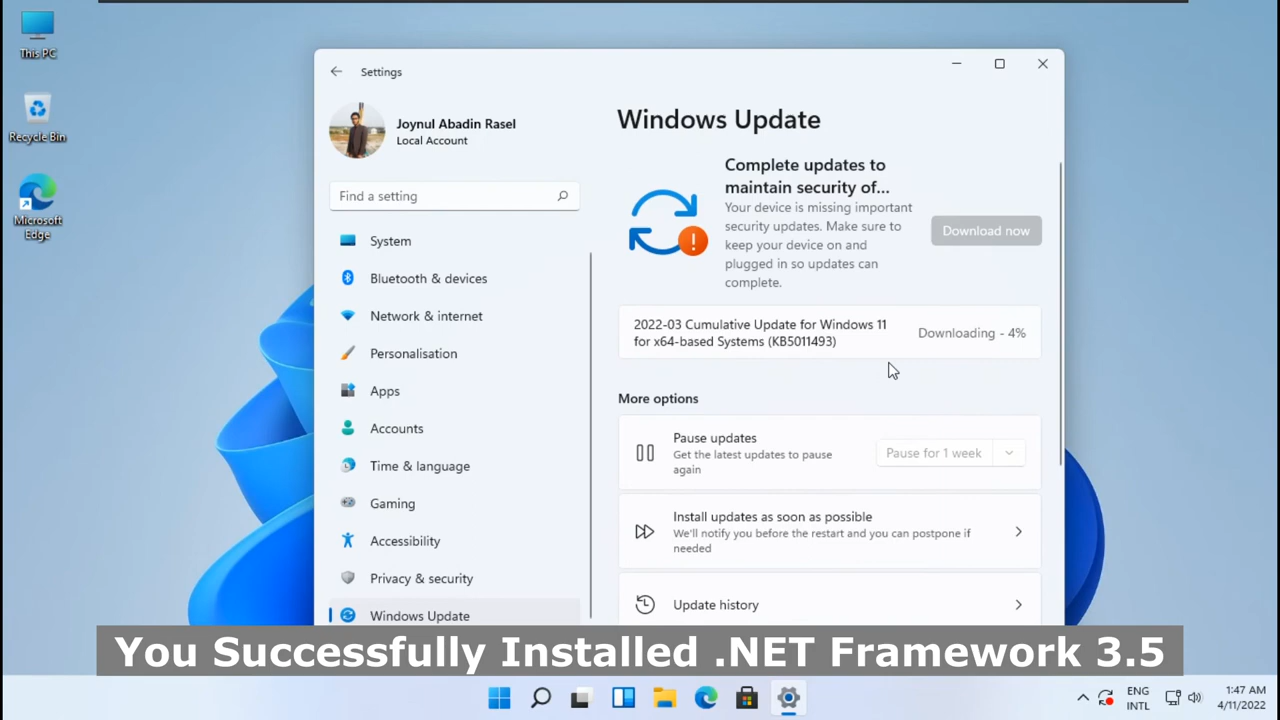 This PC
Recycle Bin
Microsoft
Edge
Settings
Joynul Abadin Rasel
Local Account
Find a setting
System
Bluetooth & devices
Network & internet
Personalisation
Apps
Accounts
Time & language
Gaming
Accessibility
Privacy & security
Windows Update
Windows Update
Complete updates to
maintain security of...
Your device is missing important
security updates. Make sure to
keep your device on and
plugged in so updates can
complete.
Download now
2022-03 Cumulative Update for Windows 11
for x64-based Systems (KB5011493)
Downloading - 4%
More options
Pause updates
Get the latest updates to pause
again
Pause for 1 week
Install updates as soon as possible
We'll notify you before the restart and you can postpone if
needed
Update history
You Successfully Installed .NET Framework 3.5
ENG
INTL
1:47 AM
4/11/2022